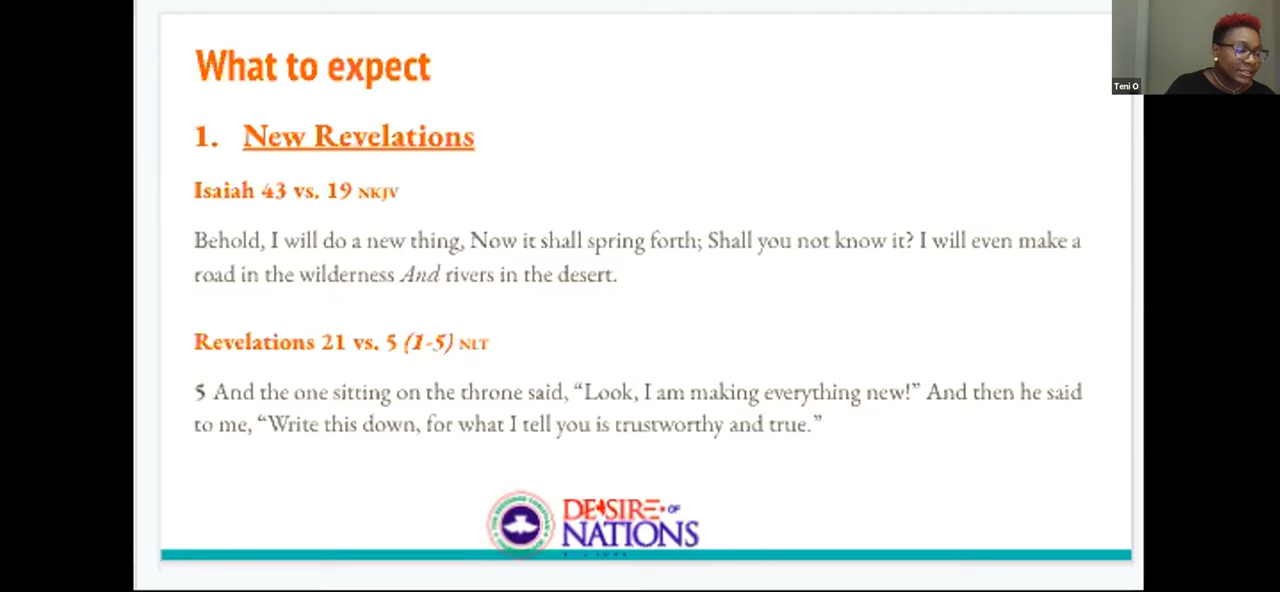 What to expect
Teni O
1. New Revelations
Isaiah 43 vs. 19 NKJV
Behold, I will do a new thing, Now it shall spring forth; Shall you not know it? I will even make a
road in the wilderness And rivers in the desert.
Revelations 21 vs. 5 (1-5) NLT
5 And the one sitting on the throne said, “Look, I am making everything new!” And then he said
to me, “Write this down, for what I tell you is trustworthy and true.”
DESIRE OF
NATIONS